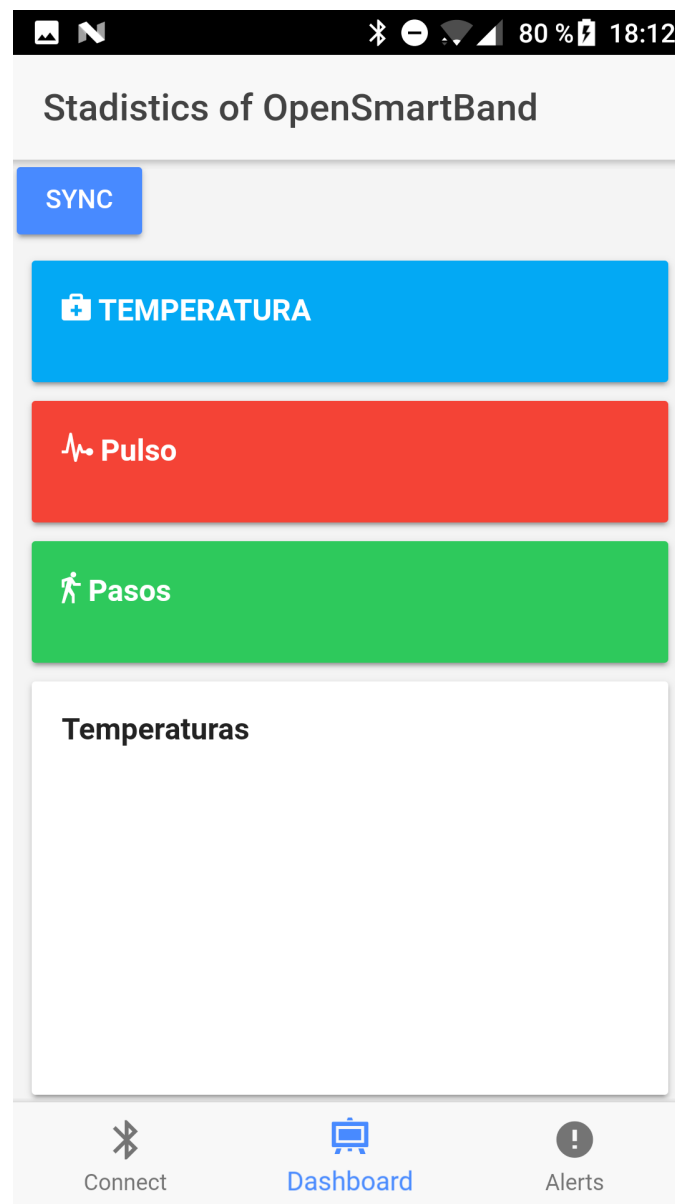 80 % 18:12
Stadistics of OpenSmartBand
SYNC
TEMPERATURA
Pulso
Pasos
Temperaturas
Connect Dashboard Alerts